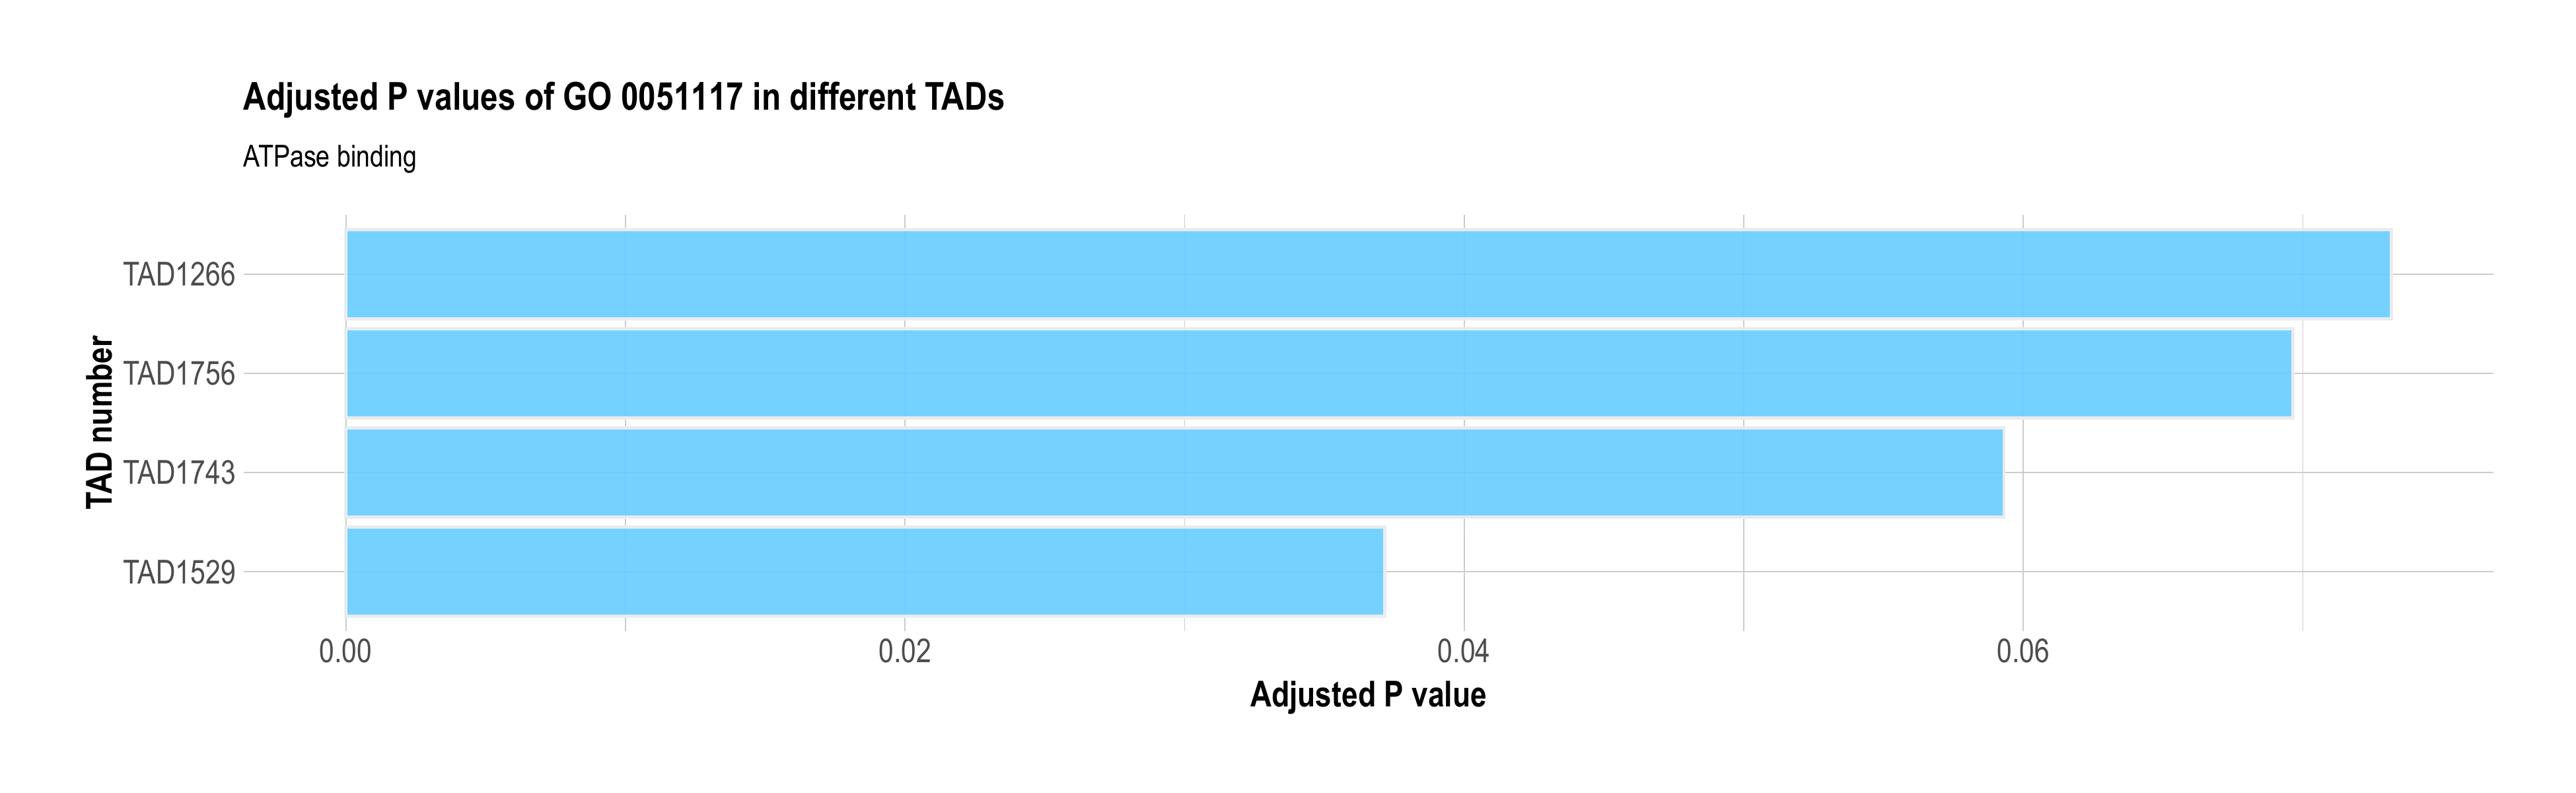 Adjusted P values of GO 0051117 in different TADs
ATPase binding
TAD number
TAD1266
TAD1756
TAD1743
TAD1529
0.00 0.02 0.04 0.06
Adjusted P value